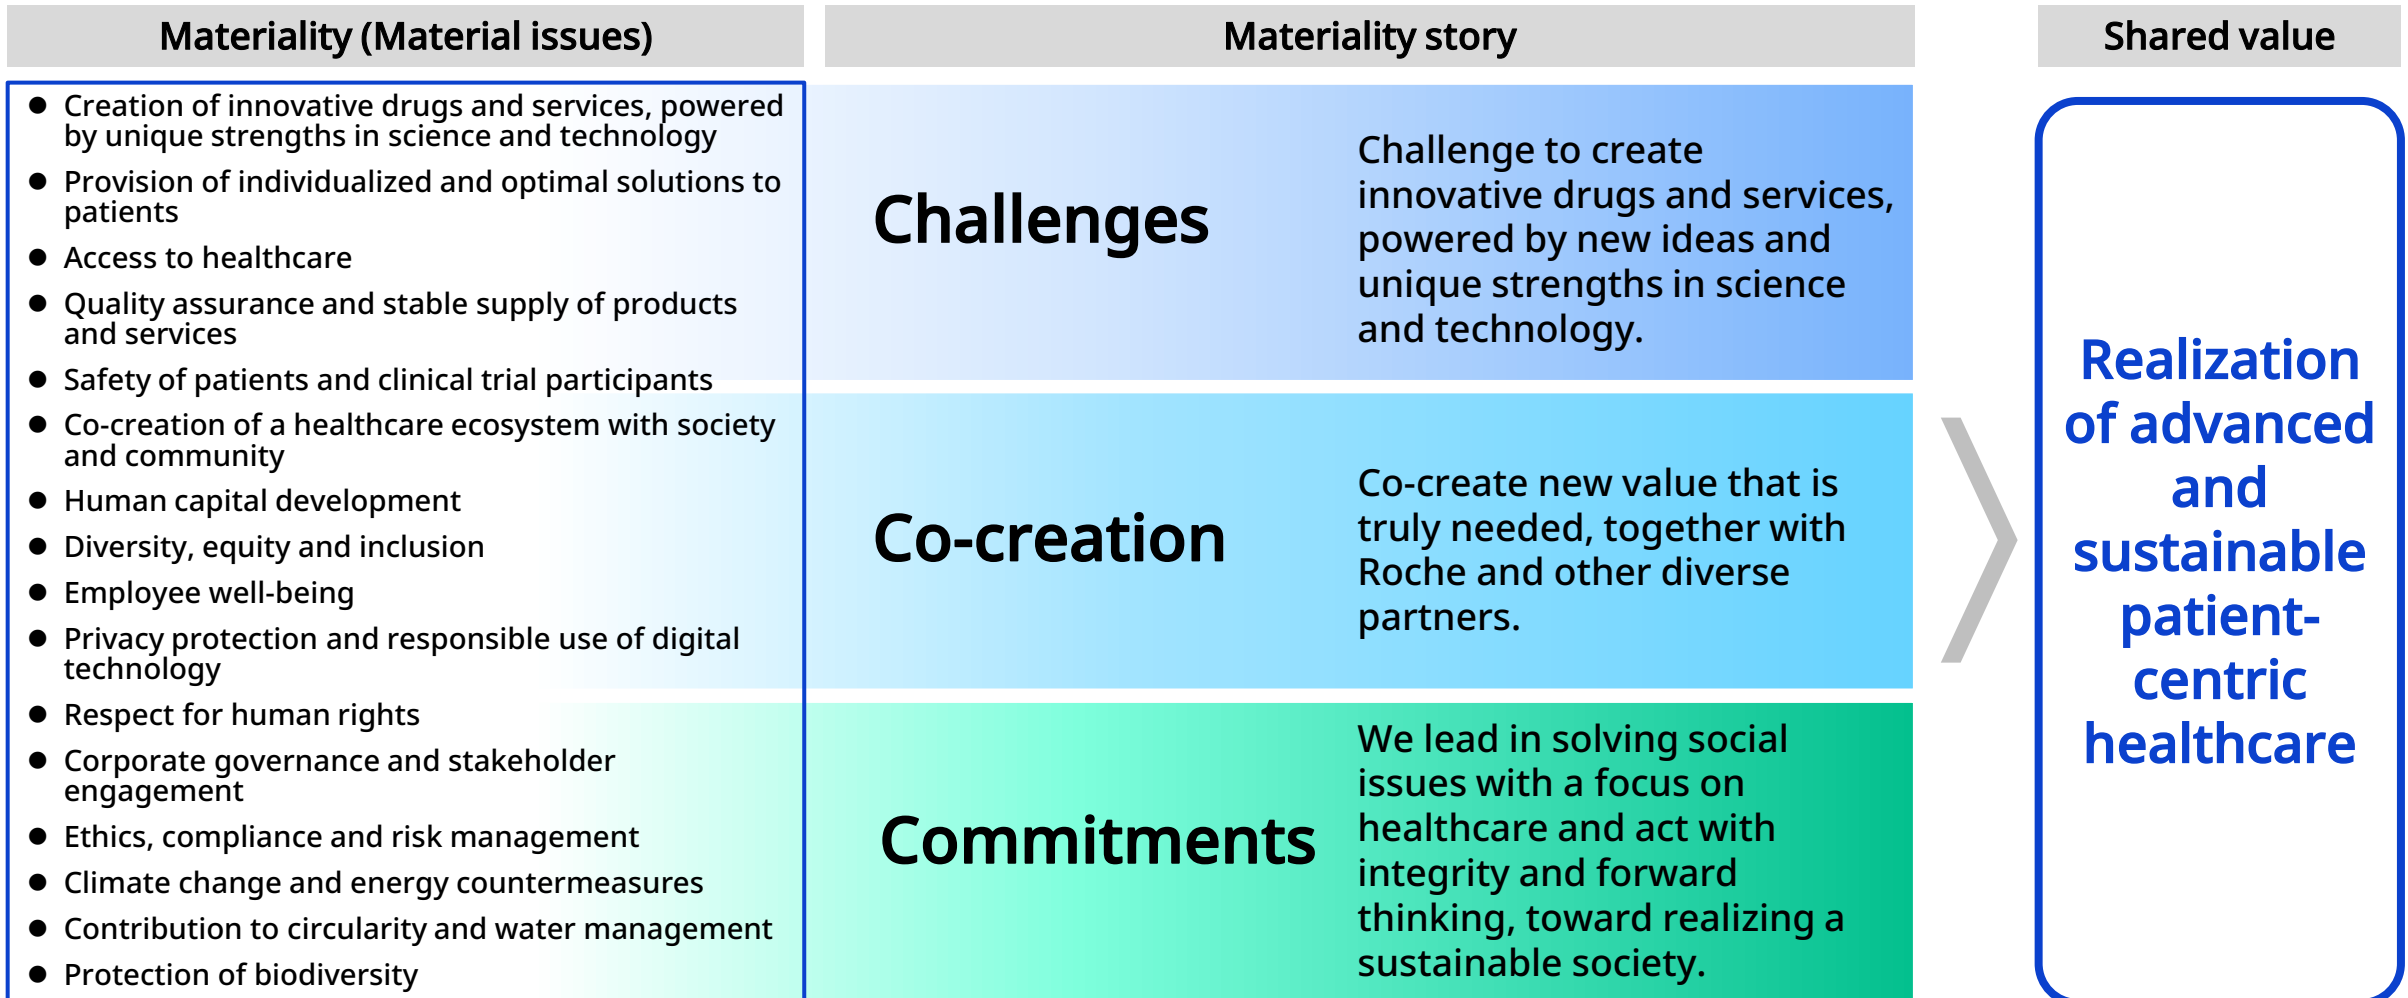 Materiality (Material issues)
Materiality story
Shared value
● Creation of innovative drugs and services, powered
by unique strengths in science and technology
● Provision of individualized and optimal solutions to
patients
● Access to healthcare
● Quality assurance and stable supply of products
and services
● Safety of patients and clinical trial participants
● Co-creation of a healthcare ecosystem with society
and community
● Human capital development
● Diversity, equity and inclusion
● Employee well-being
● Privacy protection and responsible use of digital
technology
● Respect for human rights
● Corporate governance and stakeholder
engagement
● Ethics, compliance and risk management
● Climate change and energy countermeasures
● Contribution to circularity and water management
● Protection of biodiversity
Challenges
Challenge to create
innovative drugs and services,
powered by new ideas and
unique strengths in science
and technology.
Co-creation
Co-create new value that is
truly needed, together with
Roche and other diverse
partners.
Commitments
We lead in solving social
issues with a focus on
healthcare and act with
integrity and forward
thinking, toward realizing a
sustainable society.
Realization
of advanced
and
sustainable
patient-
centric
healthcare